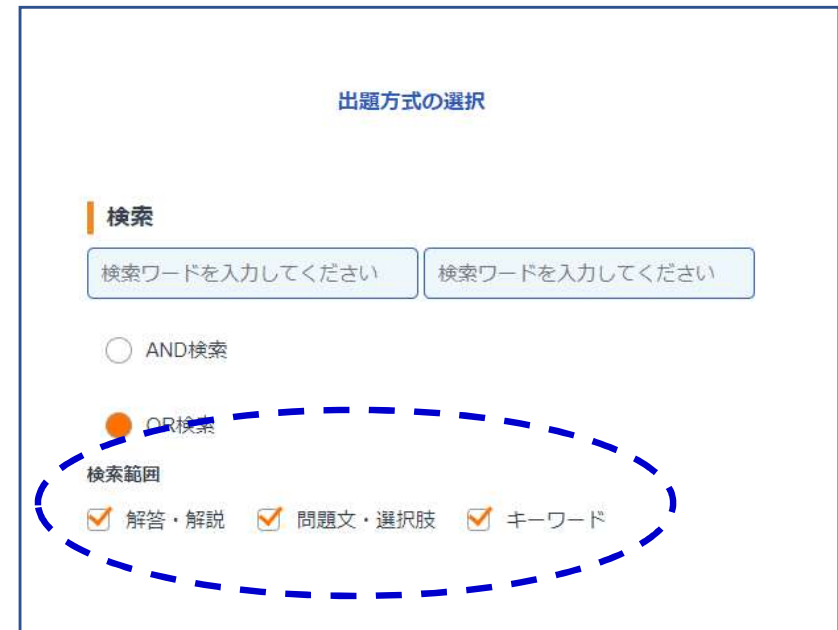 出題方式の選択
検索
検索ワードを入力してください 検索ワードを入力してください
AND検索
OR検索
検索範囲
解答・解説 問題文・選択肢 キーワード